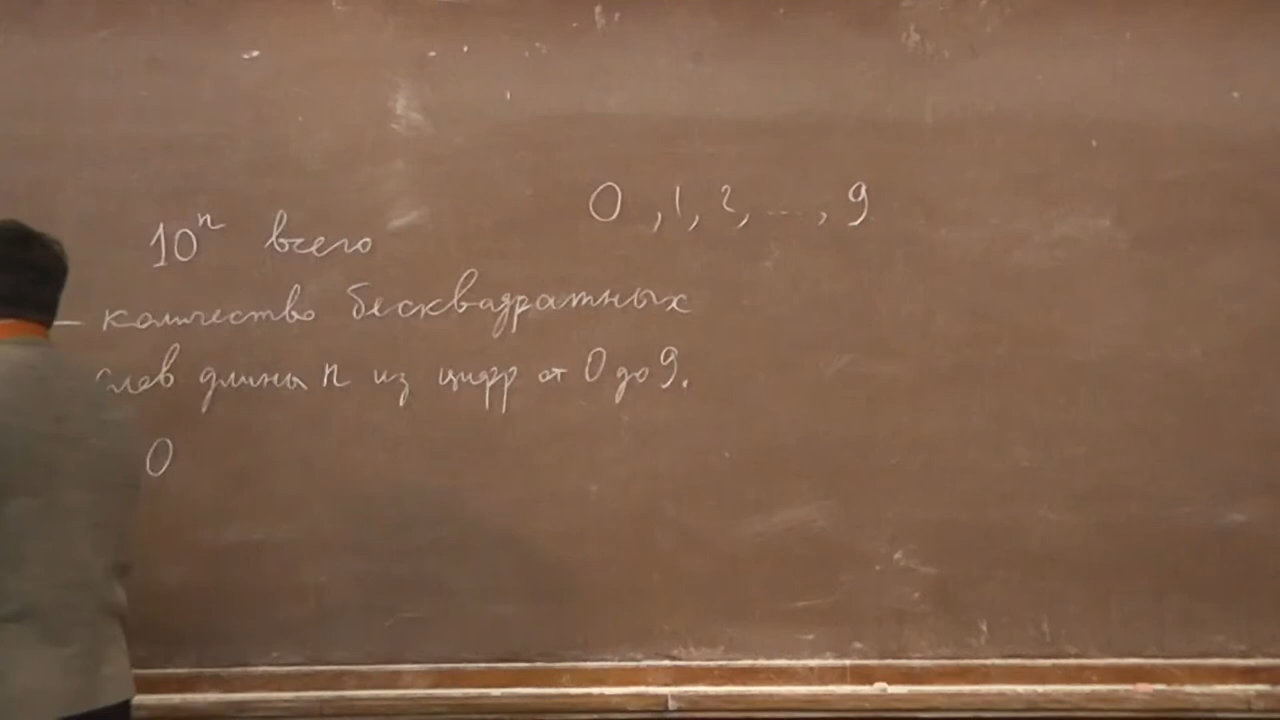 0, 1, 2, ..., 9
10ⁿ всего
— количество бесквадратных
слов длины n из цифр от 0 до 9.
0